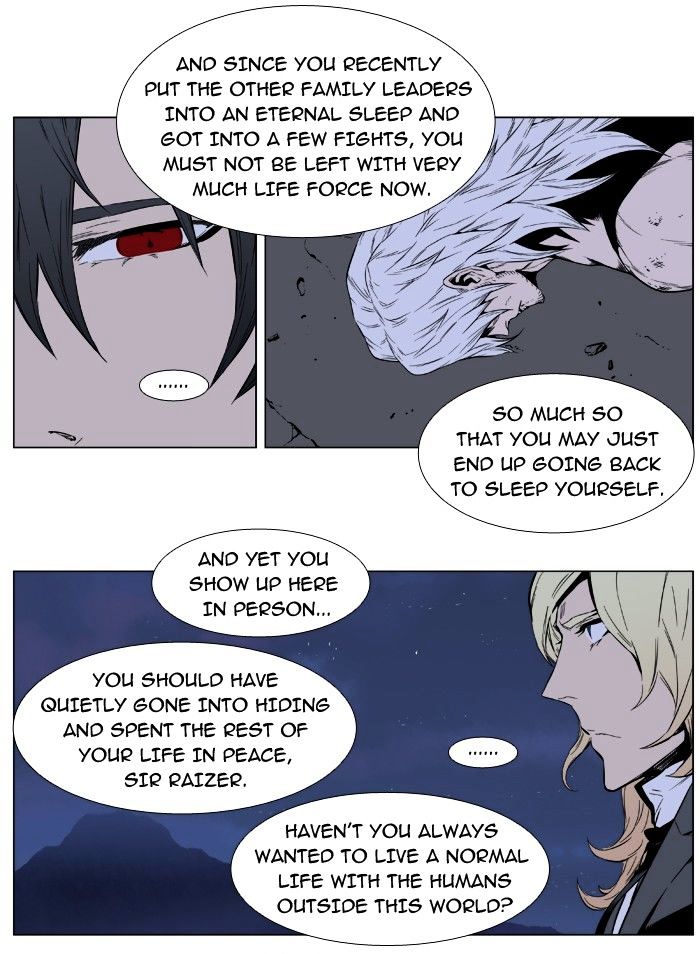 AND SINCE YOU RECENTLY
PUT THE OTHER FAMILY LEADERS
INTO AN ETERNAL SLEEP AND
GOT INTO A FEW FIGHTS, YOU
MUST NOT BE LEFT WITH VERY
MUCH LIFE FORCE NOW.
......
SO MUCH SO
THAT YOU MAY JUST
END UP GOING BACK
TO SLEEP YOURSELF.
AND YET YOU
SHOW UP HERE
IN PERSON...
YOU SHOULD HAVE
QUIETLY GONE INTO HIDING
AND SPENT THE REST OF
YOUR LIFE IN PEACE,
SIR RAIZER.
......
HAVEN'T YOU ALWAYS
WANTED TO LIVE A NORMAL
LIFE WITH THE HUMANS
OUTSIDE THIS WORLD?